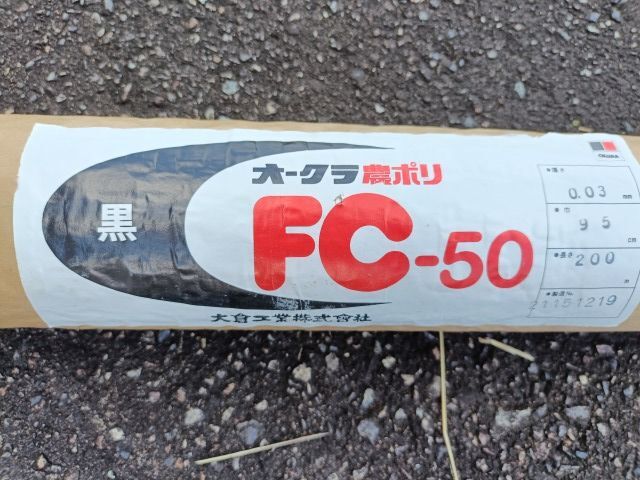 黒
オークラ農ポリ
FC-50
大倉工業株式会社
OKURA
●厚さ 0.03 mm
●巾 95 cm
●長さ 200 m
●製造No. 21151219